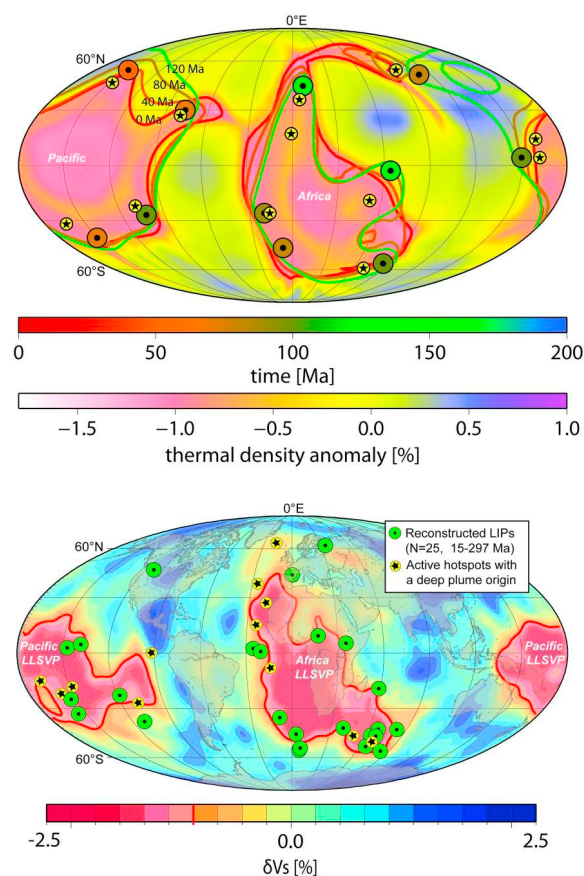 0°E
60°N
120 Ma
80 Ma
40 Ma
0 Ma
Pacific
Africa
60°S
0 50 100 150 200
time [Ma]
−1.5 −1.0 −0.5 0.0 0.5 1.0
thermal density anomaly [%]
0°E
60°N
Reconstructed LIPs
(N=25, 15-297 Ma)
Active hotspots with
a deep plume origin
Pacific
LLSVP
Africa
LLSVP
Pacific
LLSVP
60°S
-2.5 0.0 2.5
δVs [%]